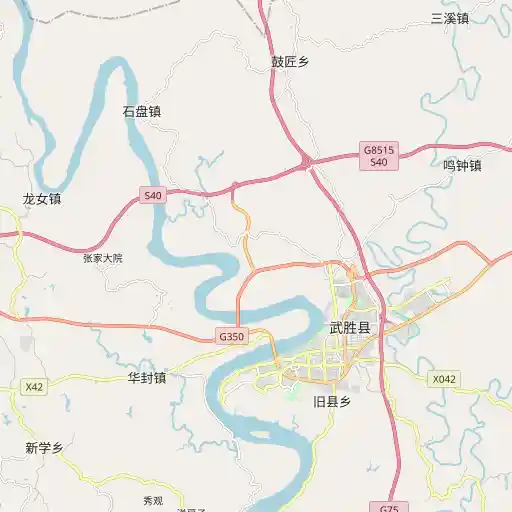 三溪镇
鼓匠乡
石盘镇
G8515
S40
鸣钟镇
S40
龙女镇
张家大院
武胜县
G350
华封镇
X042
X42
旧县乡
新学乡
秀观
G75